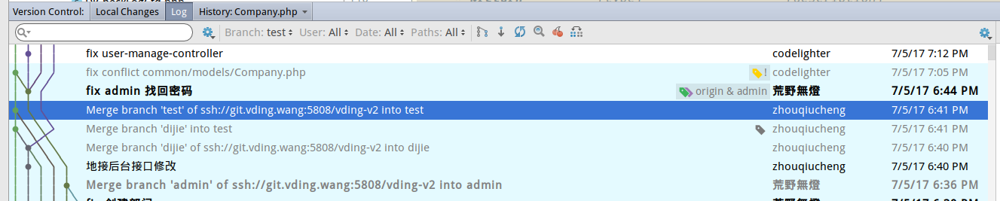 Version Control: Local Changes Log History: Company.php
Branch: test User: All Date: All Paths: All
fix user-manage-controller codelighter 7/5/17 7:12 PM
fix conflict common/models/Company.php ! codelighter 7/5/17 7:05 PM
fix admin 找回密码 origin & admin 荒野無燈 7/5/17 6:44 PM
Merge branch 'test' of ssh://git.vding.wang:5808/vding-v2 into test zhouqiucheng 7/5/17 6:41 PM
Merge branch 'dijie' into test zhouqiucheng 7/5/17 6:41 PM
Merge branch 'dijie' of ssh://git.vding.wang:5808/vding-v2 into dijie zhouqiucheng 7/5/17 6:40 PM
地接后台接口修改 zhouqiucheng 7/5/17 6:40 PM
Merge branch 'admin' of ssh://git.vding.wang:5808/vding-v2 into admin 荒野無燈 7/5/17 6:36 PM